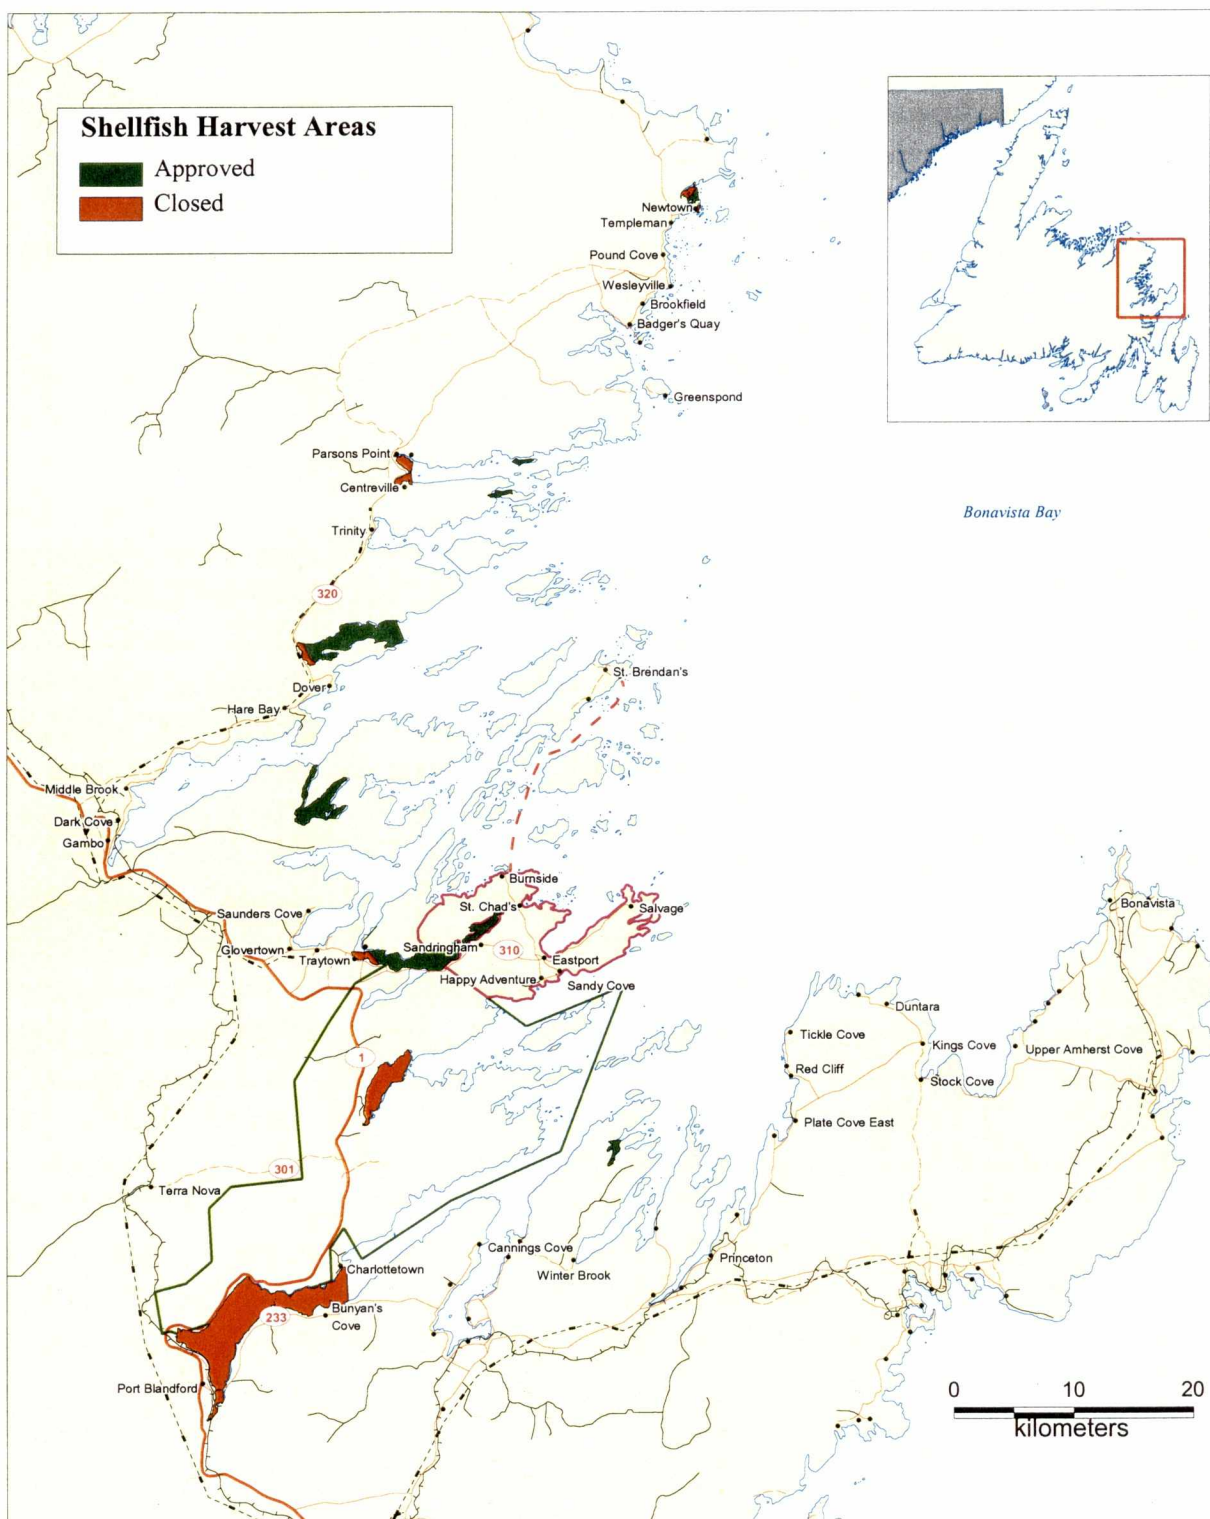 Shellfish Harvest Areas
Approved
Closed
Newtown
Templeman
Pound Cove
Wesleyville
Brookfield
Badger's Quay
Greenspond
Parsons Point
Centreville
Bonavista Bay
Trinity
320
St. Brendan's
Dover
Hare Bay
Middle Brook
Dark Cove
Gambo
Burnside
St. Chad's
Salvage
Bonavista
Saunders Cove
Glovertown
Sandringham
310
Traytown
Eastport
Happy Adventure
Sandy Cove
Duntara
Tickle Cove
Kings Cove
Upper Amherst Cove
1
Red Cliff
Stock Cove
Plate Cove East
301
Terra Nova
Cannings Cove
Princeton
Charlottetown
Winter Brook
Bunyan's
Cove
233
Port Blandford
0 10 20
kilometers